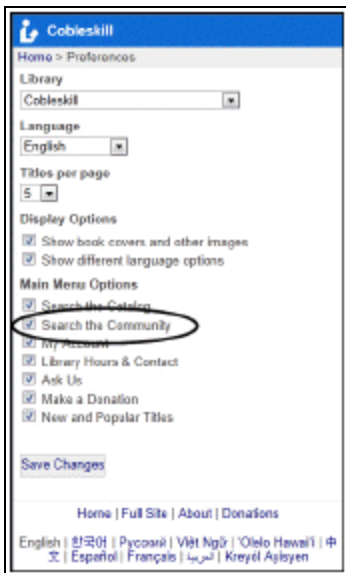 Cobleskill
Home > Preferences
Library
Cobleskill
Language
English
Titles per page
5
Display Options
Show book covers and other images
Show different language options
Main Menu Options
Search the Catalog
Search the Community
My Account
Library Hours & Contact
Ask Us
Make a Donation
New and Popular Titles
Save Changes
Home | Full Site | About | Donations
English | 한국어 | Русский | Việt Ngữ | 'Ōlelo Hawai'i | 中
文 | Español | Français | العربية | Kreyól Ayisyen